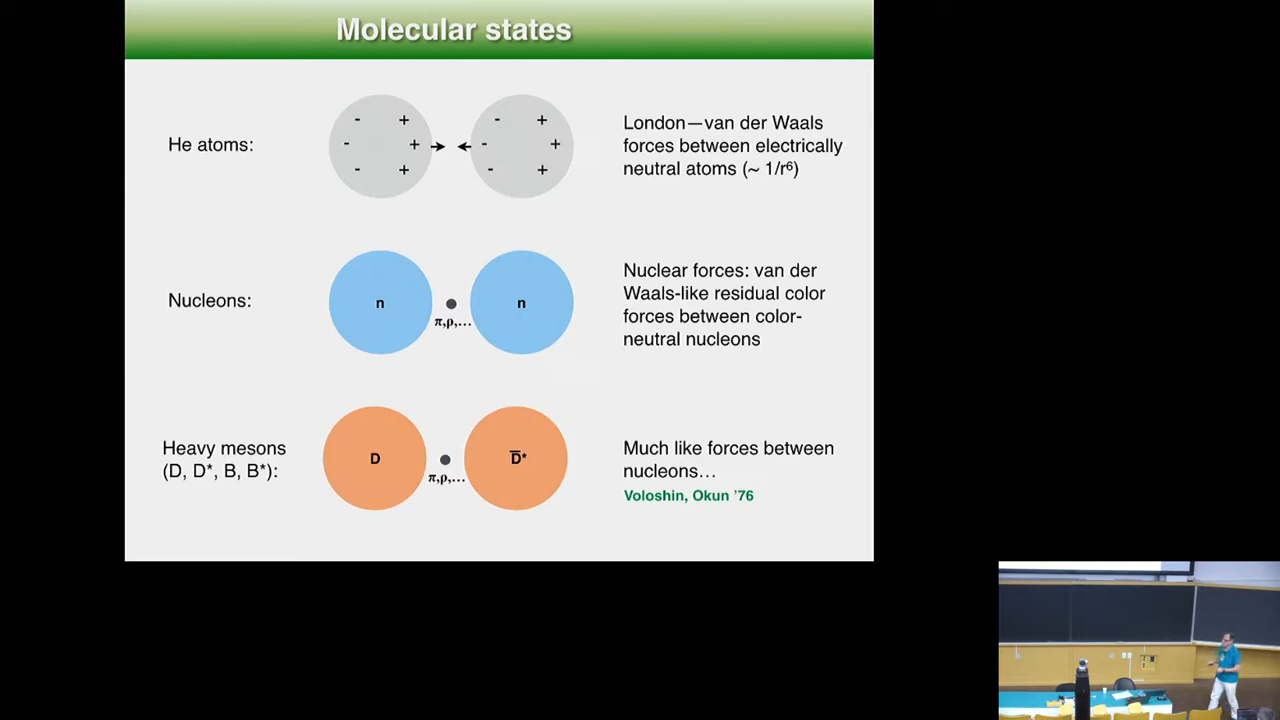 Molecular states
He atoms:
- + - +
- + - +
- + - +
London—van der Waals
forces between electrically
neutral atoms (~ 1/r⁶)
Nucleons:
n
π,ρ,...
n
Nuclear forces: van der
Waals-like residual color
forces between color-
neutral nucleons
Heavy mesons
(D, D*, B, B*):
D
π,ρ,...
D̅*
Much like forces between
nucleons...
Voloshin, Okun '76